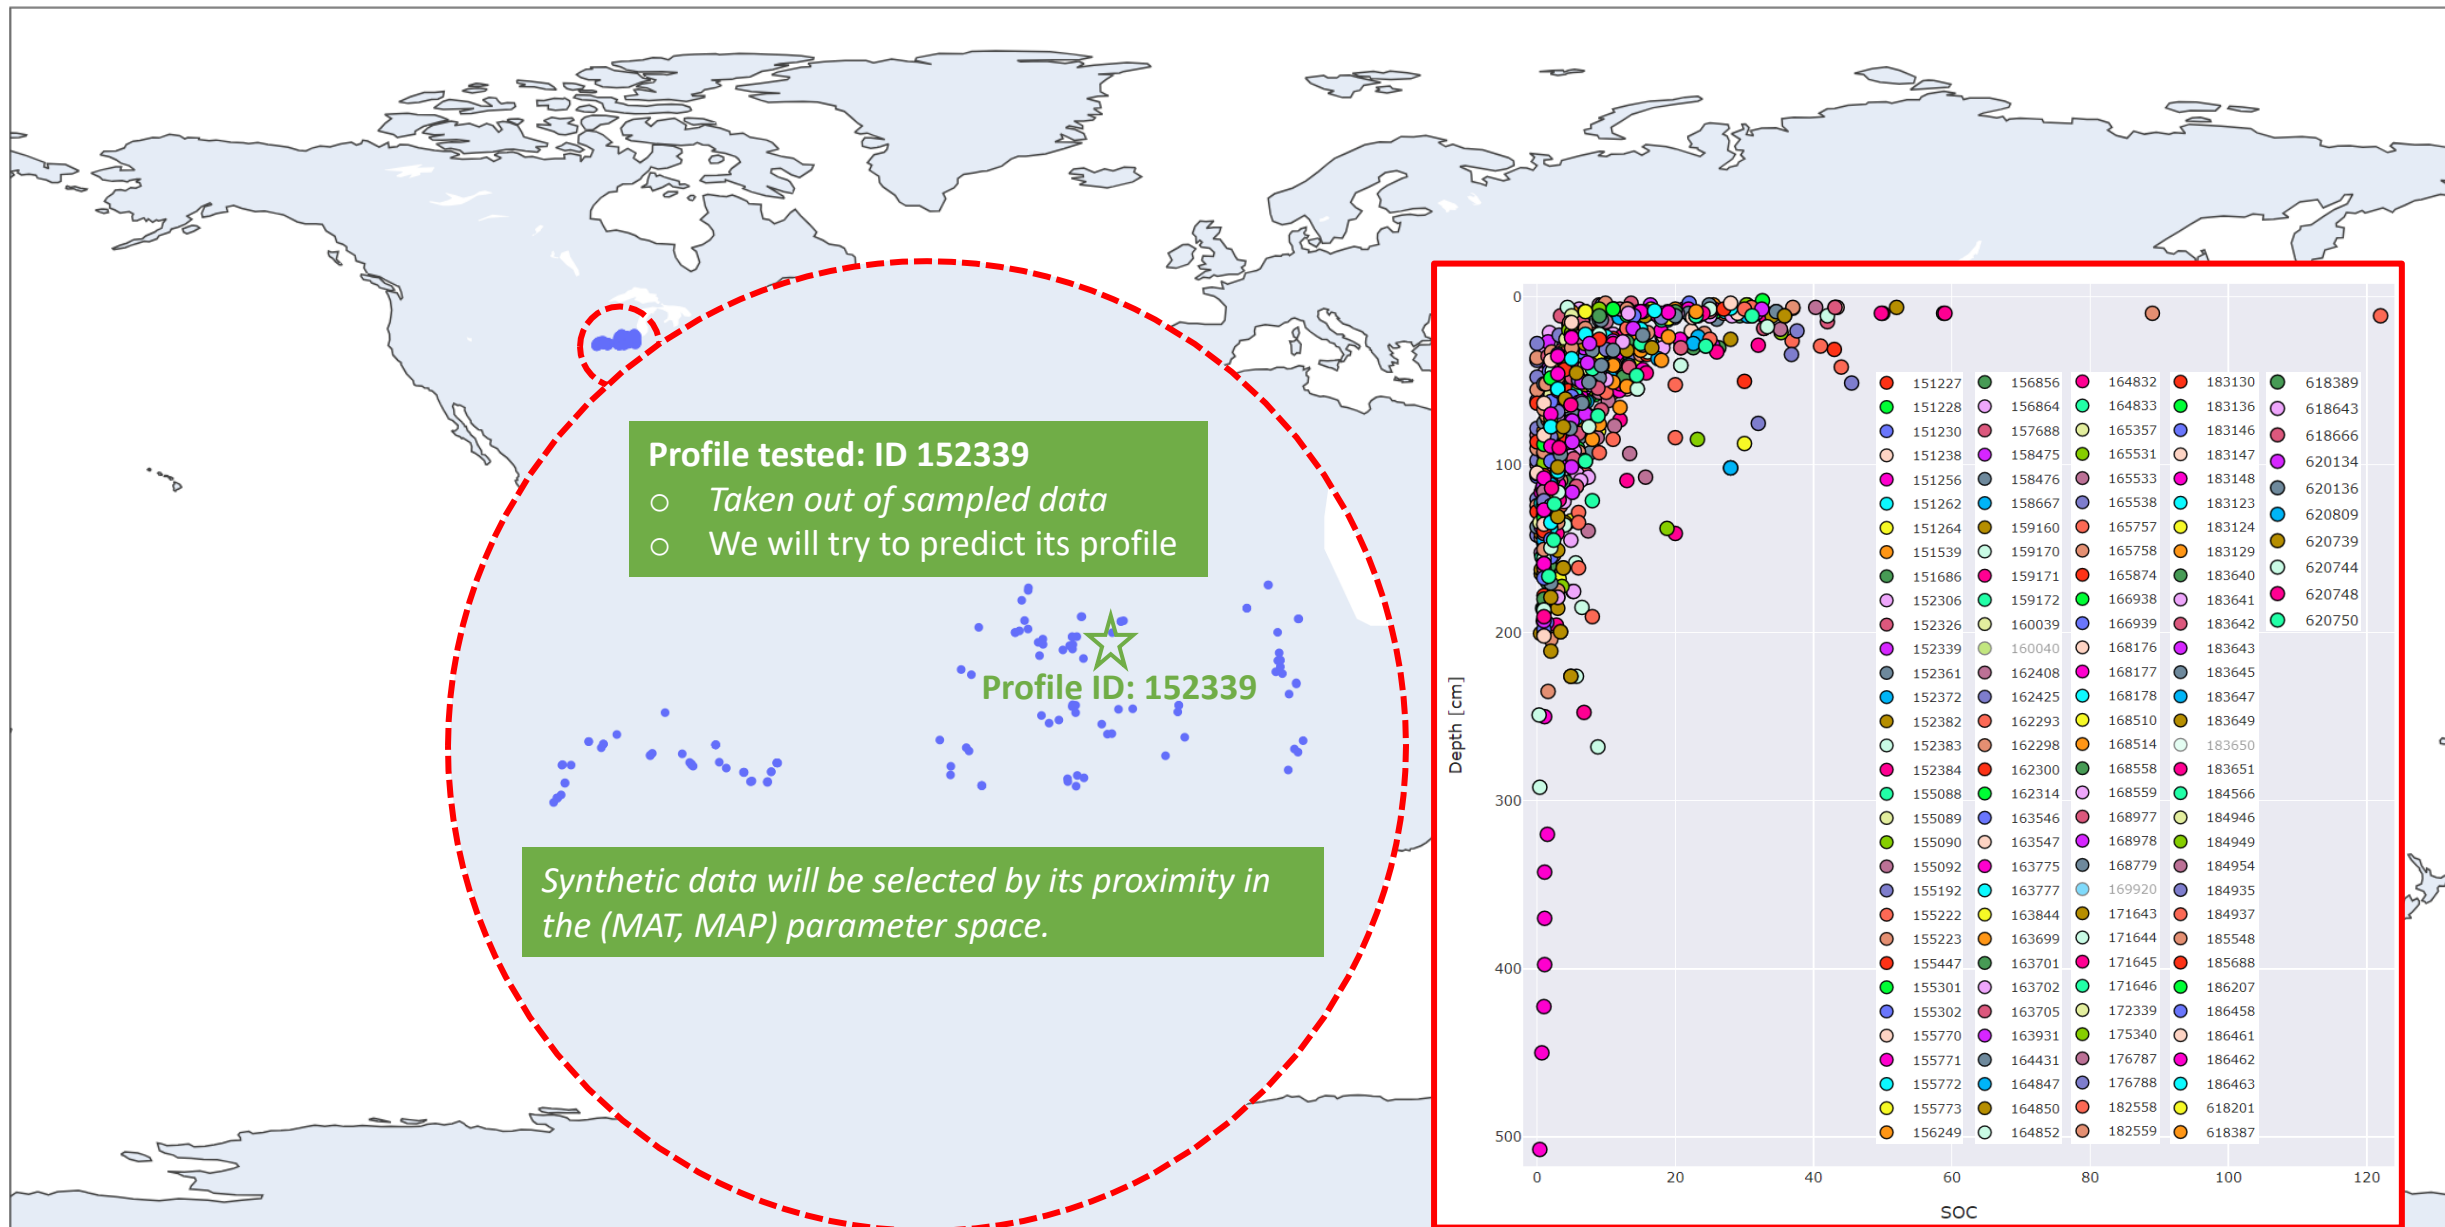 Profile tested: ID 152339
o Taken out of sampled data
o We will try to predict its profile
Profile ID: 152339
Synthetic data will be selected by its proximity in
the (MAT, MAP) parameter space.
0
100
200
300
400
500
Depth [cm]
0 20 40 60 80 100 120
SOC
151227 156856 164832 183130 618389
151228 156864 164833 183136 618643
151230 157688 165357 183146 618666
151238 158475 165531 183147 620134
151256 158476 165533 183148 620136
151262 158667 165538 183123 620809
151264 159160 165757 183124 620739
151539 159170 165758 183129 620744
151686 159171 165874 183640 620748
152306 159172 166938 183641 620750
152326 160039 166939 183642
152339 160040 168176 183643
152361 162408 168177 183645
152372 162425 168178 183647
152382 162293 168510 183649
152383 162298 168514 183650
152384 162300 168558 183651
155088 162314 168559 184566
155089 163546 168977 184946
155090 163547 168978 184949
155092 163775 168779 184954
155192 163777 169920 184935
155222 163844 171643 184937
155223 163699 171644 185548
155447 163701 171645 185688
155301 163702 171646 186207
155302 163705 172339 186458
155770 163931 175340 186461
155771 164431 176787 186462
155772 164847 176788 186463
155773 164850 182558 618201
156249 164852 182559 618387